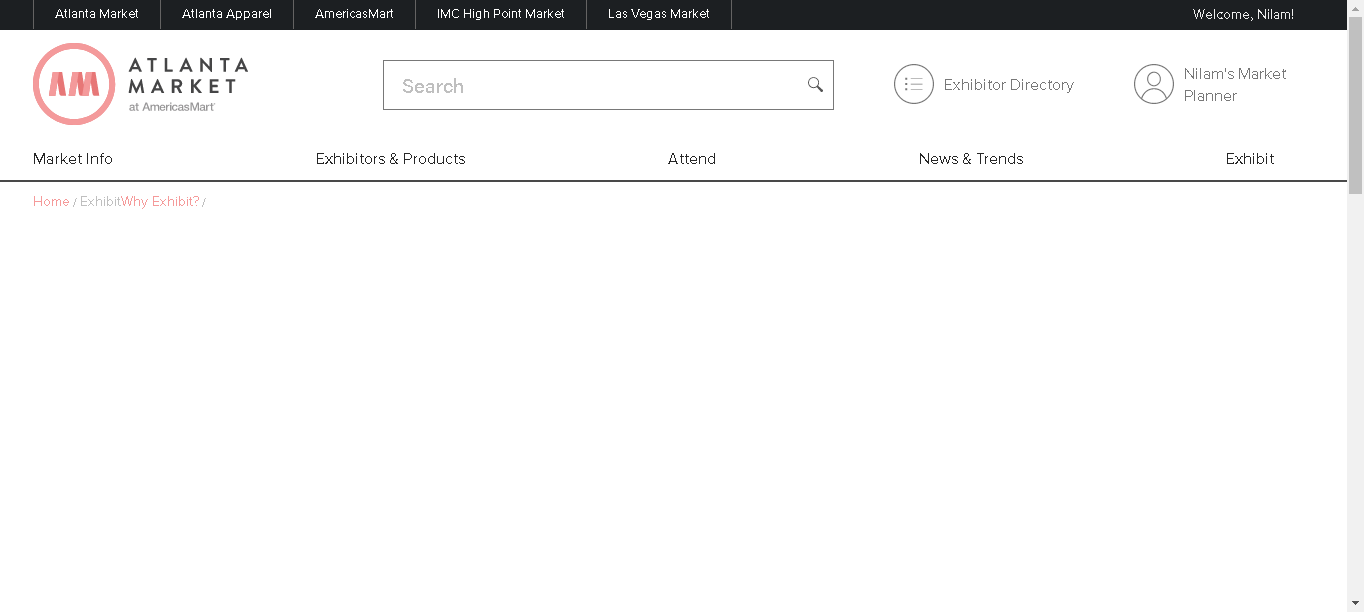 Atlanta Market Atlanta Apparel AmericasMart IMC High Point Market Las Vegas Market Welcome, Nilam!
ATLANTA
MARKET
at AmericasMart
Search
Exhibitor Directory
Nilam's Market
Planner
Market Info Exhibitors & Products Attend News & Trends Exhibit
Home / ExhibitWhy Exhibit? /